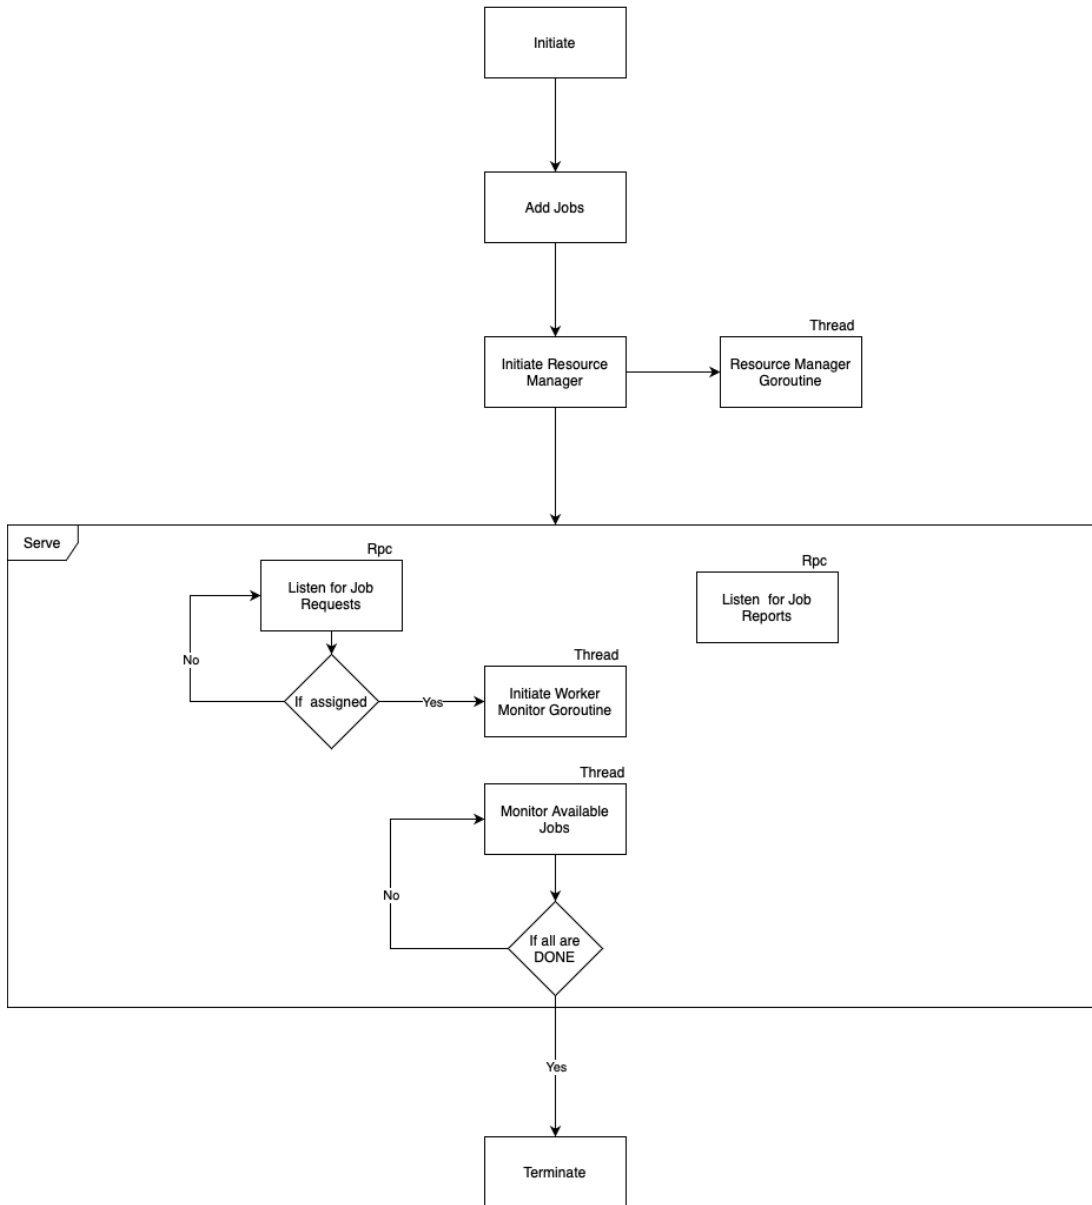 Initiate
Add Jobs
Thread
Initiate Resource
Manager
Resource Manager
Goroutine
Serve
Rpc
Listen for Job
Requests
Rpc
Listen  for Job
Reports
No
If  assigned
Yes
Thread
Initiate Worker
Monitor Goroutine
Thread
Monitor Available
Jobs
No
If all are
DONE
Yes
Terminate